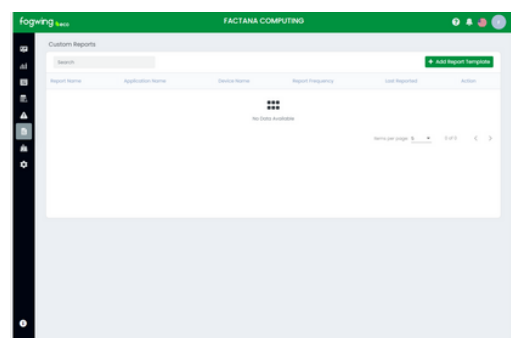 fogwing eco
FACTANA COMPUTING
Custom Reports
Search
+ Add Report Template
Report Name Application Name Device Name Report Frequency Last Reported Action
No Data Available
Items per page: 5 0 of 0